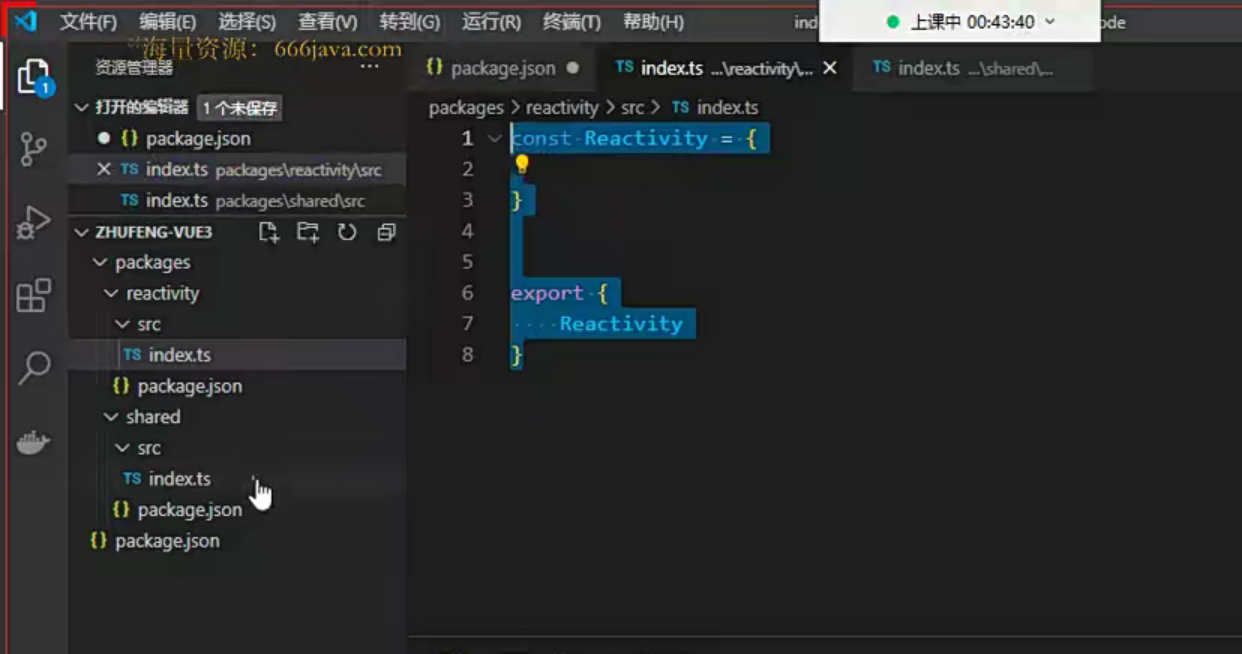 文件(F) 编辑(E) 选择(S) 查看(V) 转到(G) 运行(R) 终端(T) 帮助(H) ind 上课中 00:43:40 ode
"海量资源：666java.com
资源管理器 ...
{} package.json ● TS index.ts ...\reactivity\... × TS index.ts ...\shared\...
打开的编辑器 1 个未保存
packages > reactivity > src > TS index.ts
● {} package.json
× TS index.ts packages\reactivity\src
TS index.ts packages\shared\src
ZHUFENG-VUE3
packages
reactivity
src
TS index.ts
{} package.json
shared
src
TS index.ts
{} package.json
{} package.json
1
1 const Reactivity = {
2
3 }
4
5
6 export {
7 ····Reactivity
8 }